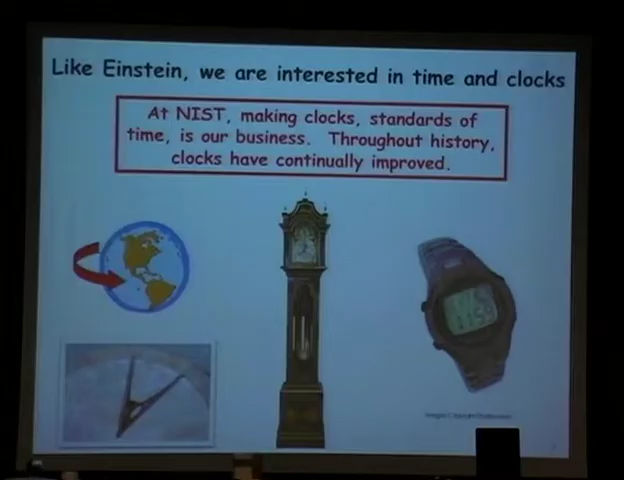 Like Einstein, we are interested in time and clocks
At NIST, making clocks, standards of
time, is our business. Throughout history,
clocks have continually improved.